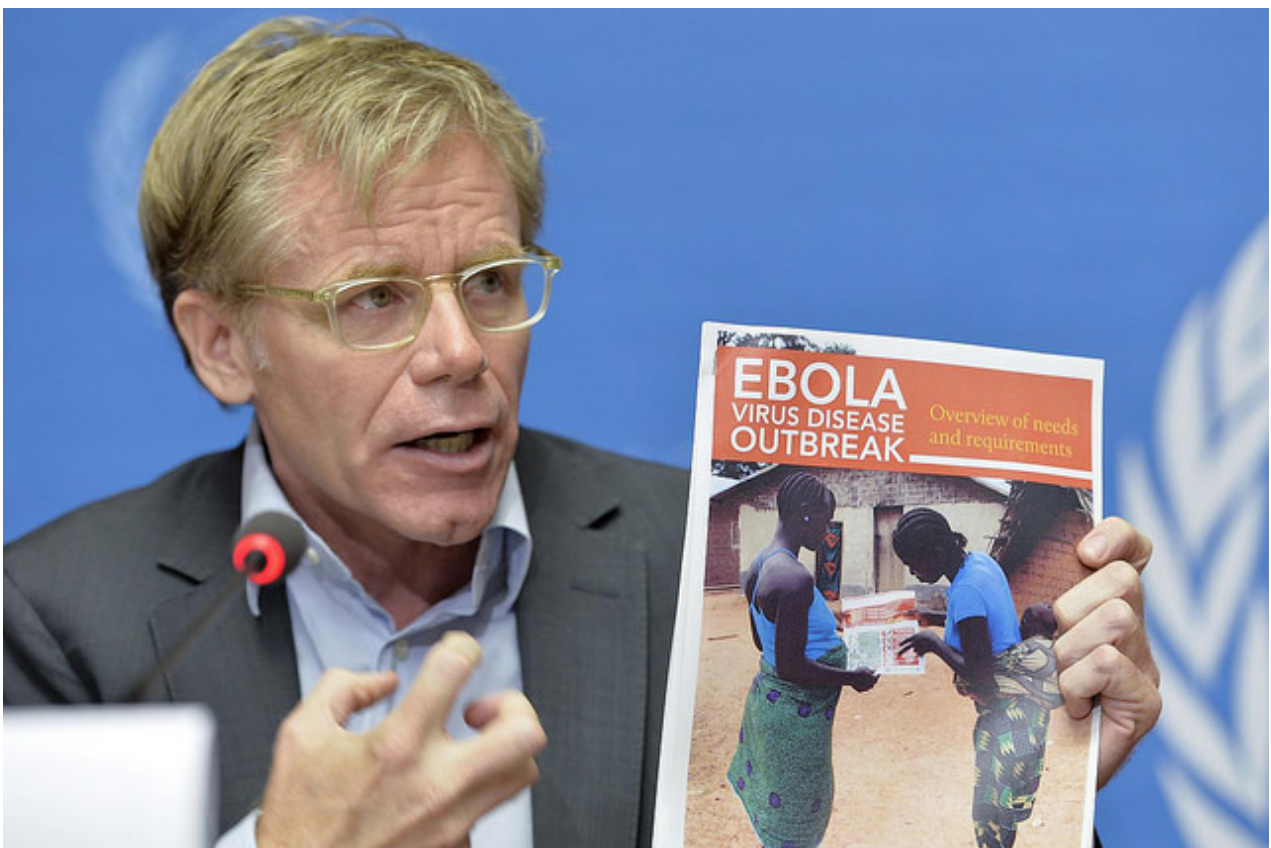 EBOLA
VIRUS DISEASE
OUTBREAK
Overview of needs
and requirements